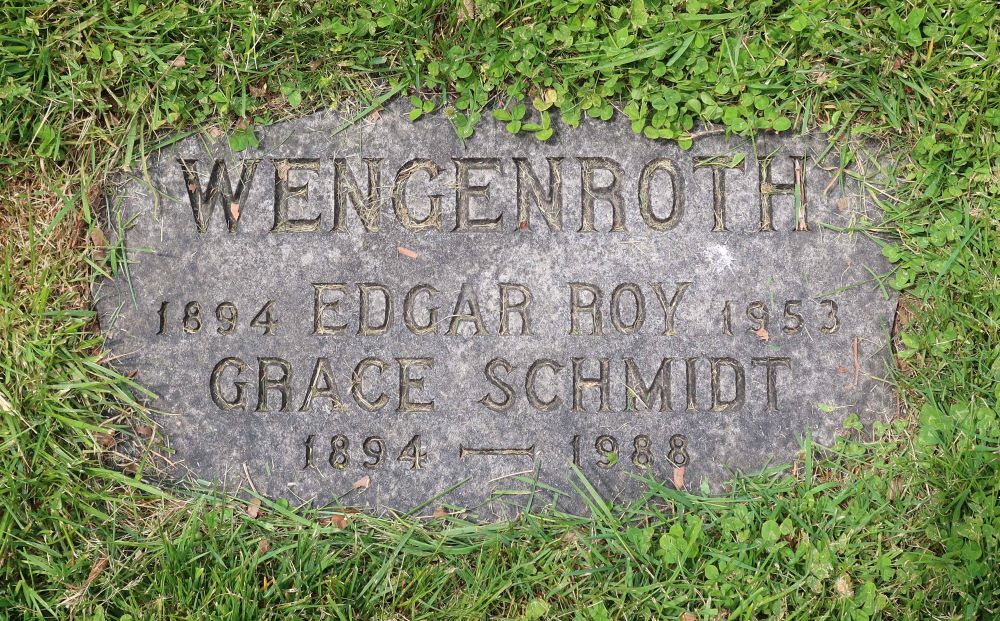 WENGENROTH
1894 EDGAR ROY 1953
GRACE SCHMIDT
1894 — 1988